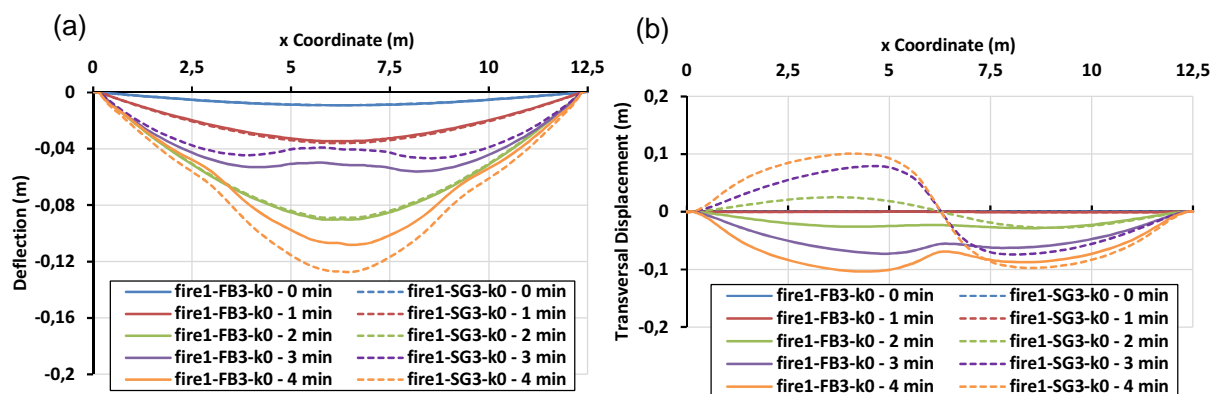 (a)
x Coordinate (m)
0 2,5 5 7,5 10 12,5
0
-0,04
-0,08
-0,12
-0,16
-0,2
Deflection (m)
fire1-FB3-k0 - 0 min fire1-SG3-k0 - 0 min
fire1-FB3-k0 - 1 min fire1-SG3-k0 - 1 min
fire1-FB3-k0 - 2 min fire1-SG3-k0 - 2 min
fire1-FB3-k0 - 3 min fire1-SG3-k0 - 3 min
fire1-FB3-k0 - 4 min fire1-SG3-k0 - 4 min
(b)
x Coordinate (m)
0 2,5 5 7,5 10 12,5
0,2
0,1
0
-0,1
-0,2
Transversal Displacement (m)
fire1-FB3-k0 - 0 min fire1-SG3-k0 - 0 min
fire1-FB3-k0 - 1 min fire1-SG3-k0 - 1 min
fire1-FB3-k0 - 2 min fire1-SG3-k0 - 2 min
fire1-FB3-k0 - 3 min fire1-SG3-k0 - 3 min
fire1-FB3-k0 - 4 min fire1-SG3-k0 - 4 min